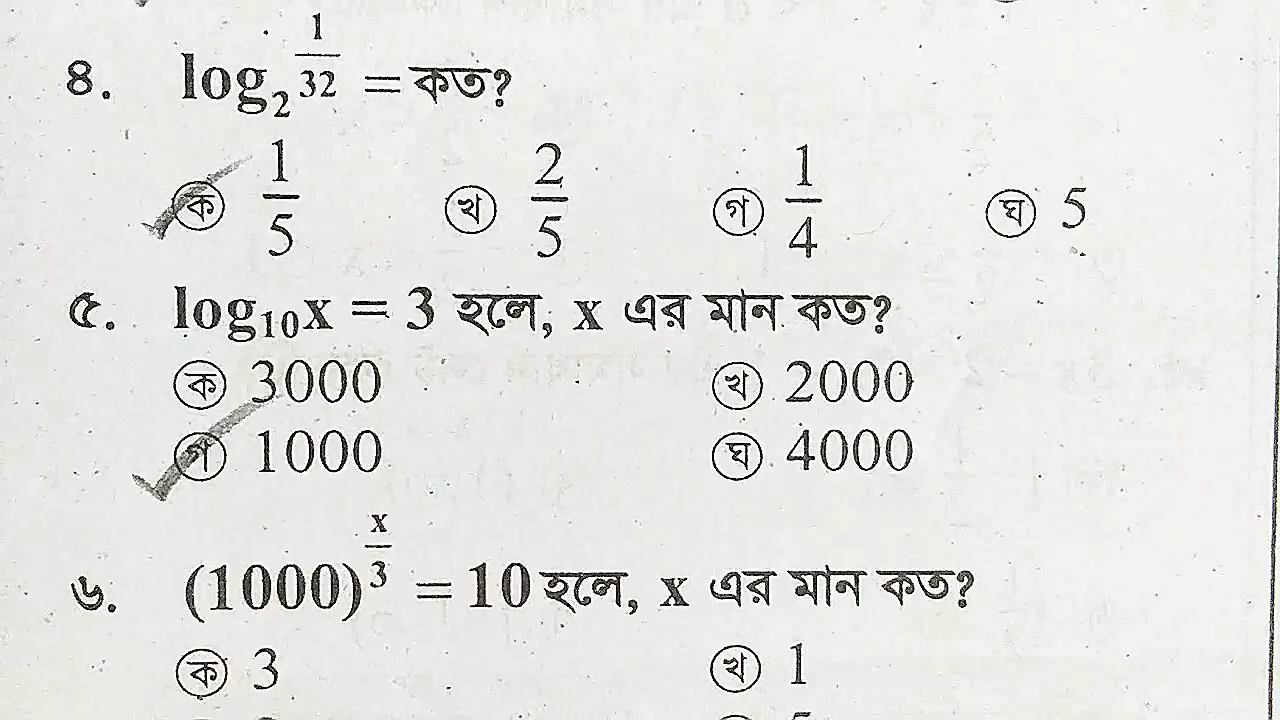 ৪. log₂^(1/32) = কত?
ক 1/5 খ 2/5 গ 1/4 ঘ 5
৫. log₁₀x = 3 হলে, x এর মান কত?
ক 3000 খ 2000
গ 1000 ঘ 4000
৬. (1000)^(x/3) = 10 হলে, x এর মান কত?
ক 3 খ 1